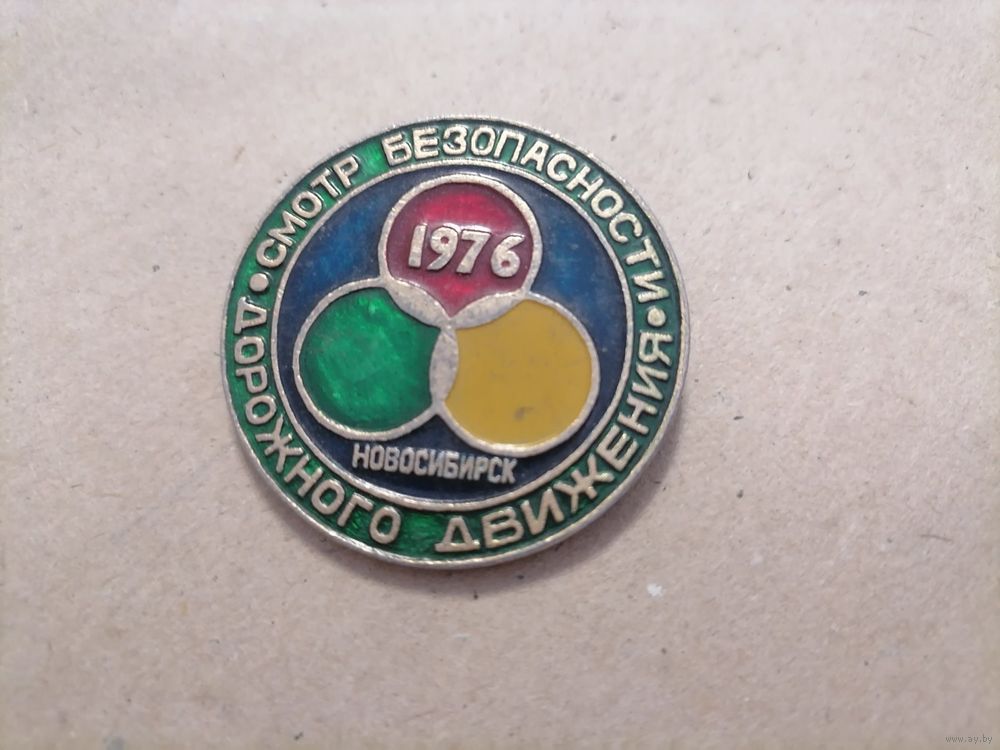 СМОТР БЕЗОПАСНОСТИ
ДОРОЖНОГО ДВИЖЕНИЯ
1976
НОВОСИБИРСК
www.ay.by